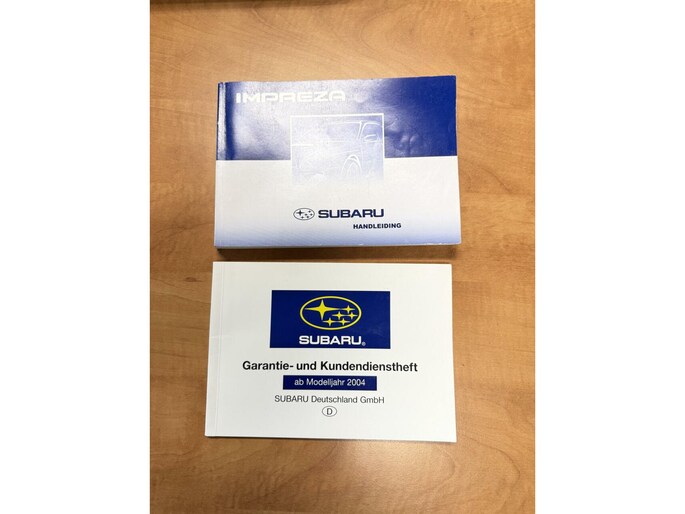 IMPREZA
SUBARU
HANDLEIDING
SUBARU®
Garantie- und Kundendienstheft
ab Modelljahr 2004
SUBARU Deutschland GmbH
D